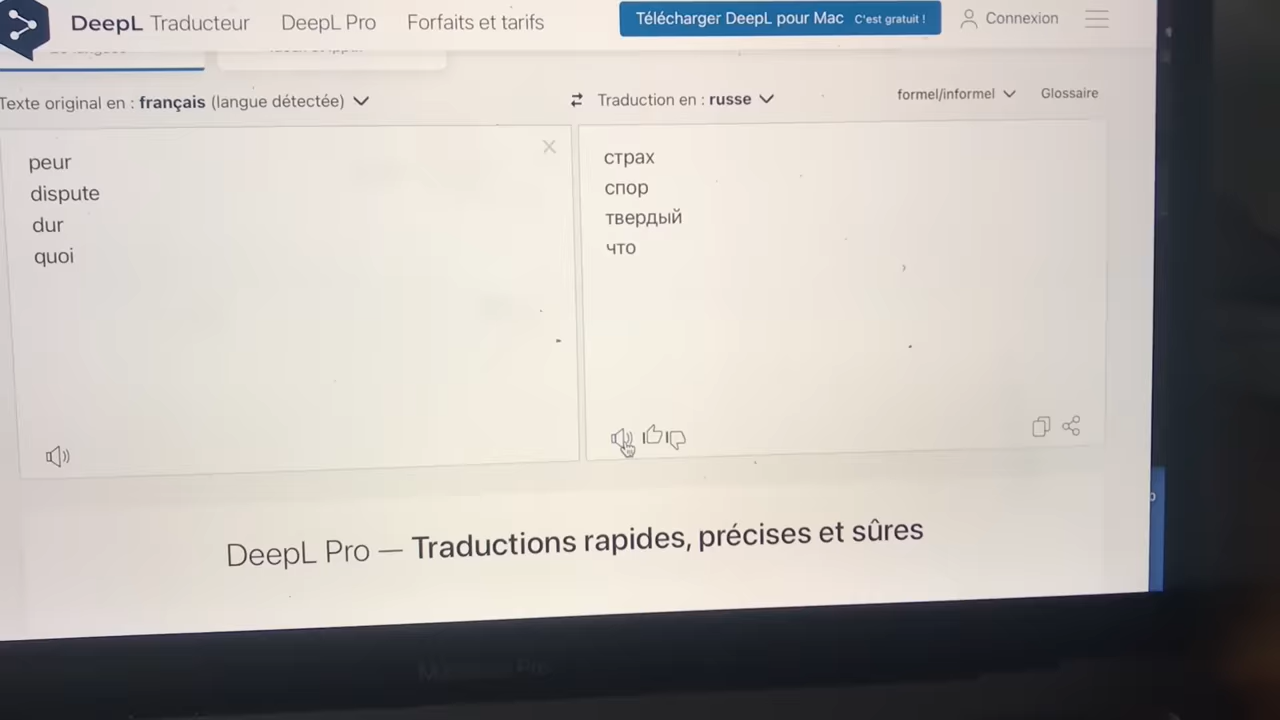 DeepL Traducteur
DeepL Pro
Forfaits et tarifs
Télécharger DeepL pour Mac C'est gratuit !
Connexion
Texte original en : français (langue détectée)
Traduction en : russe
formel/informel
Glossaire
peur
dispute
dur
quoi
страх
спор
твердый
что
DeepL Pro — Traductions rapides, précises et sûres